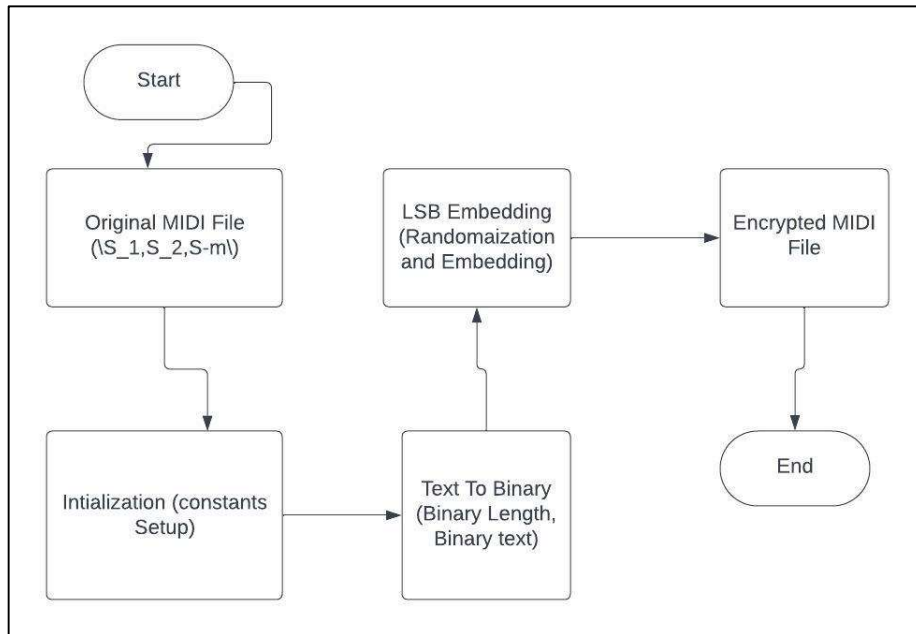 Start
Original MIDI File
(\S_1,S_2,S-m\)
Intialization (constants
Setup)
Text To Binary
(Binary Length,
Binary text)
LSB Embedding
(Randomaization
and Embedding)
Encrypted MIDI
File
End